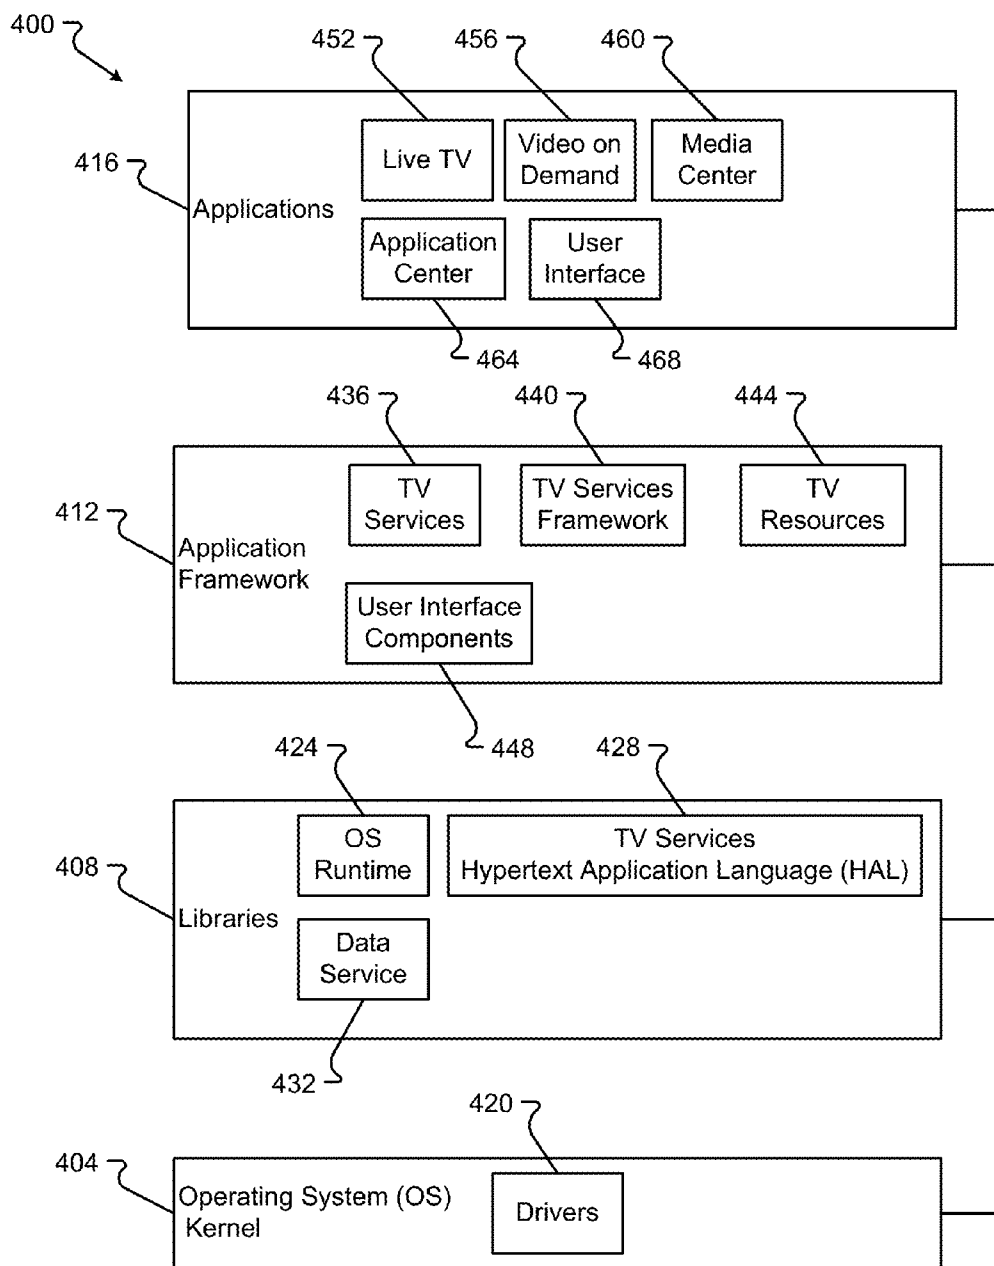 400
452
456
460
416
Applications
Live TV
Video on
Demand
Media
Center
Application
Center
User
Interface
464
468
436
440
444
412
Application
Framework
TV
Services
TV Services
Framework
TV
Resources
User Interface
Components
448
424
428
408
Libraries
OS
Runtime
TV Services
Hypertext Application Language (HAL)
Data
Service
432
420
404
Operating System (OS)
Kernel
Drivers